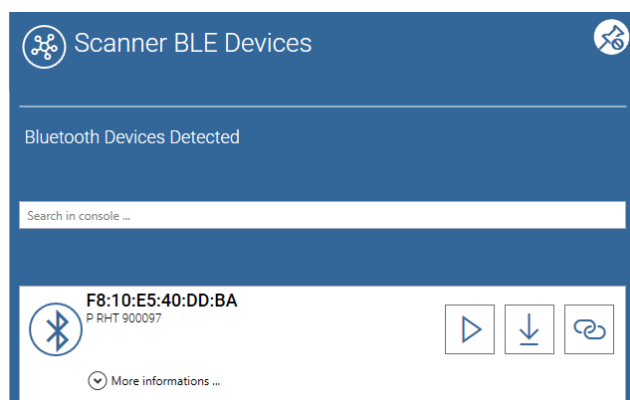 Scanner BLE Devices
Bluetooth Devices Detected
Search in console ...
F8:10:E5:40:DD:BA
P RHT 900097
More informations ...